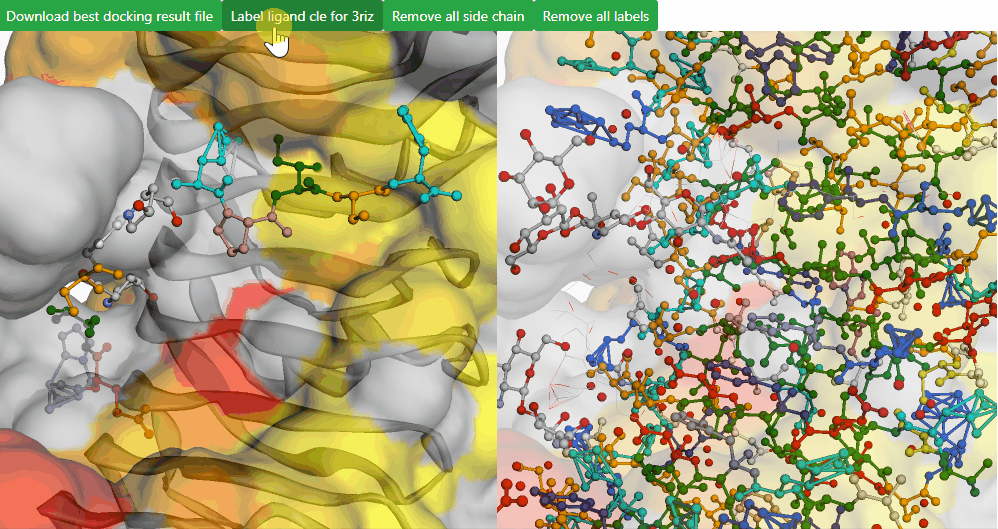 Download best docking result file
Label ligand cle for 3riz
Remove all side chain
Remove all labels